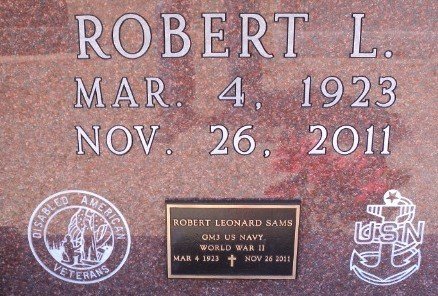 ROBERT L.
MAR. 4, 1923
NOV. 26, 2011
DISABLED AMERICAN
VETERANS
ROBERT LEONARD SAMS
GM3 US NAVY
WORLD WAR II
MAR 4 1923 NOV 26 2011
USN